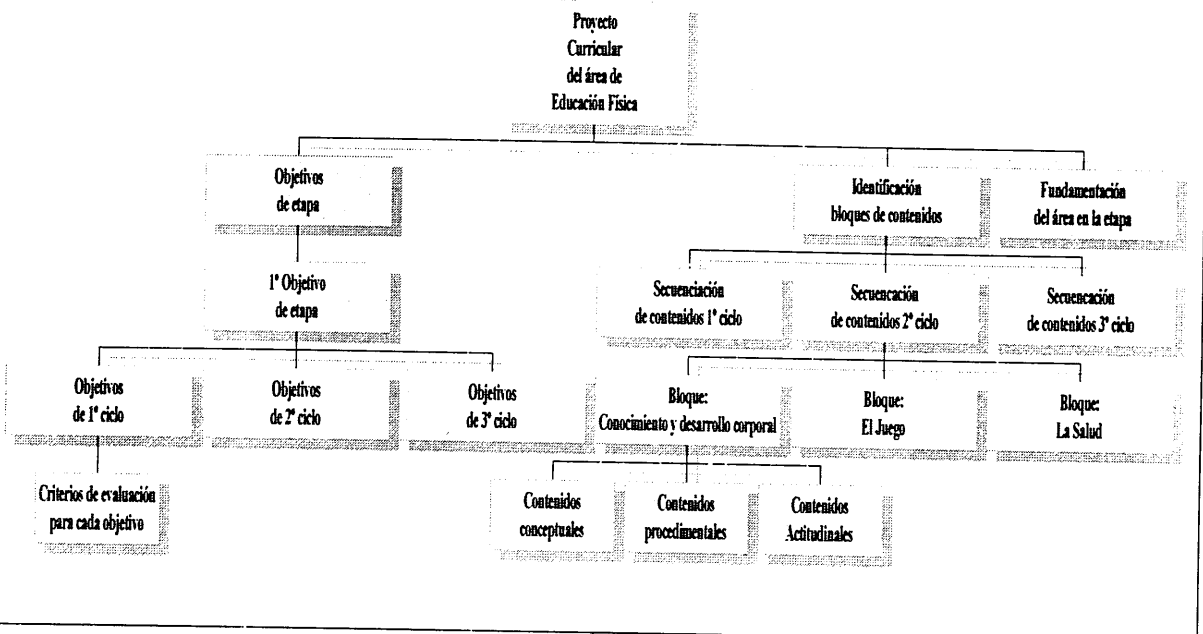 Proyecto
Curricular
del área de
Educación Física
Objetivos
de etapa
Identificación
bloques de contenidos
Fundamentación
del área en la etapa
1º Objetivo
de etapa
Secuenciación
de contenidos 1º ciclo
Secuencación
de contenidos 2º ciclo
Secuencación
de contenidos 3º ciclo
Objetivos
de 1º ciclo
Objetivos
de 2º ciclo
Objetivos
de 3º ciclo
Bloque:
Conocimiento y desarrollo corporal
Bloque:
El Juego
Bloque:
La Salud
Criterios de evaluación
para cada objetivo
Contenidos
conceptuales
Contenidos
procedimentales
Contenidos
Actitudinales